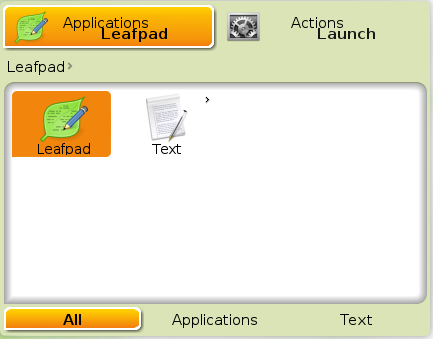 Applications
Leafpad
Actions
Launch
Leafpad
Leafpad
Text
All
Applications
Text